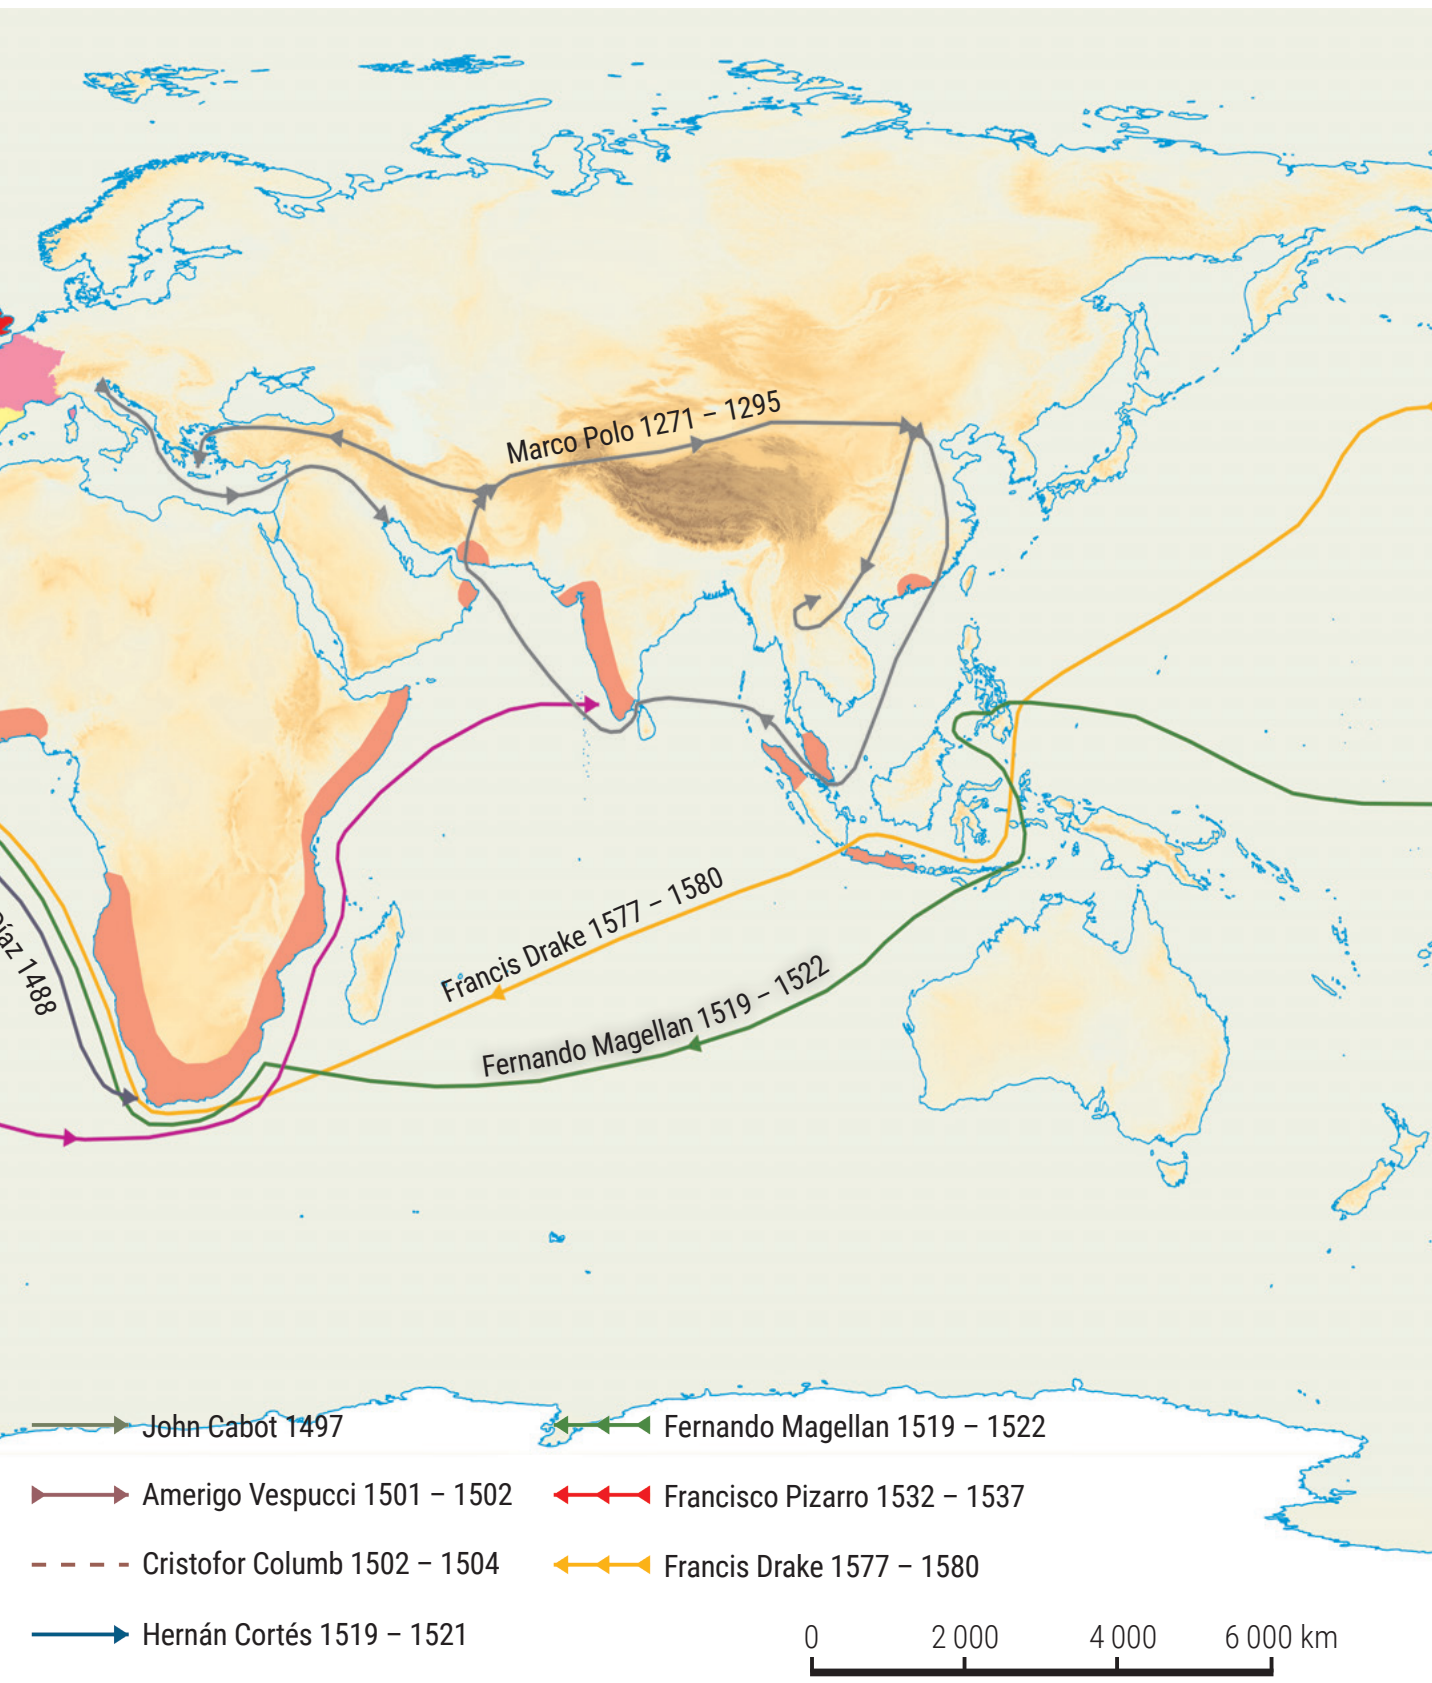 Marco Polo 1271 – 1295
Francis Drake 1577 – 1580
Fernando Magellan 1519 – 1522
1488
John Cabot 1497
Amerigo Vespucci 1501 – 1502
Cristofor Columb 1502 – 1504
Hernán Cortés 1519 – 1521
Fernando Magellan 1519 – 1522
Francisco Pizarro 1532 – 1537
Francis Drake 1577 – 1580
0 2 000 4 000 6 000 km